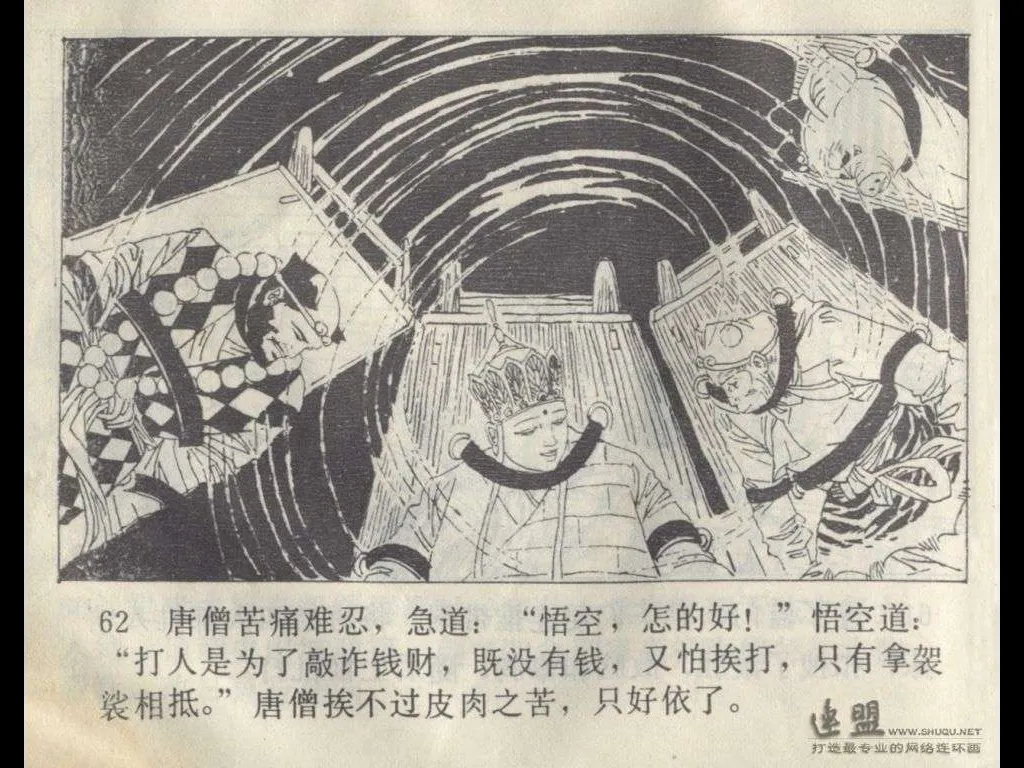 62 唐僧苦痛难忍，急道：“悟空，怎的好！”悟空道：
“打人是为了敲诈钱财，既没有钱，又怕挨打，只有拿袈
裟相抵。”唐僧挨不过皮肉之苦，只好依了。
连盟 WWW.SHUQU.NET
打造最专业的网络连环画